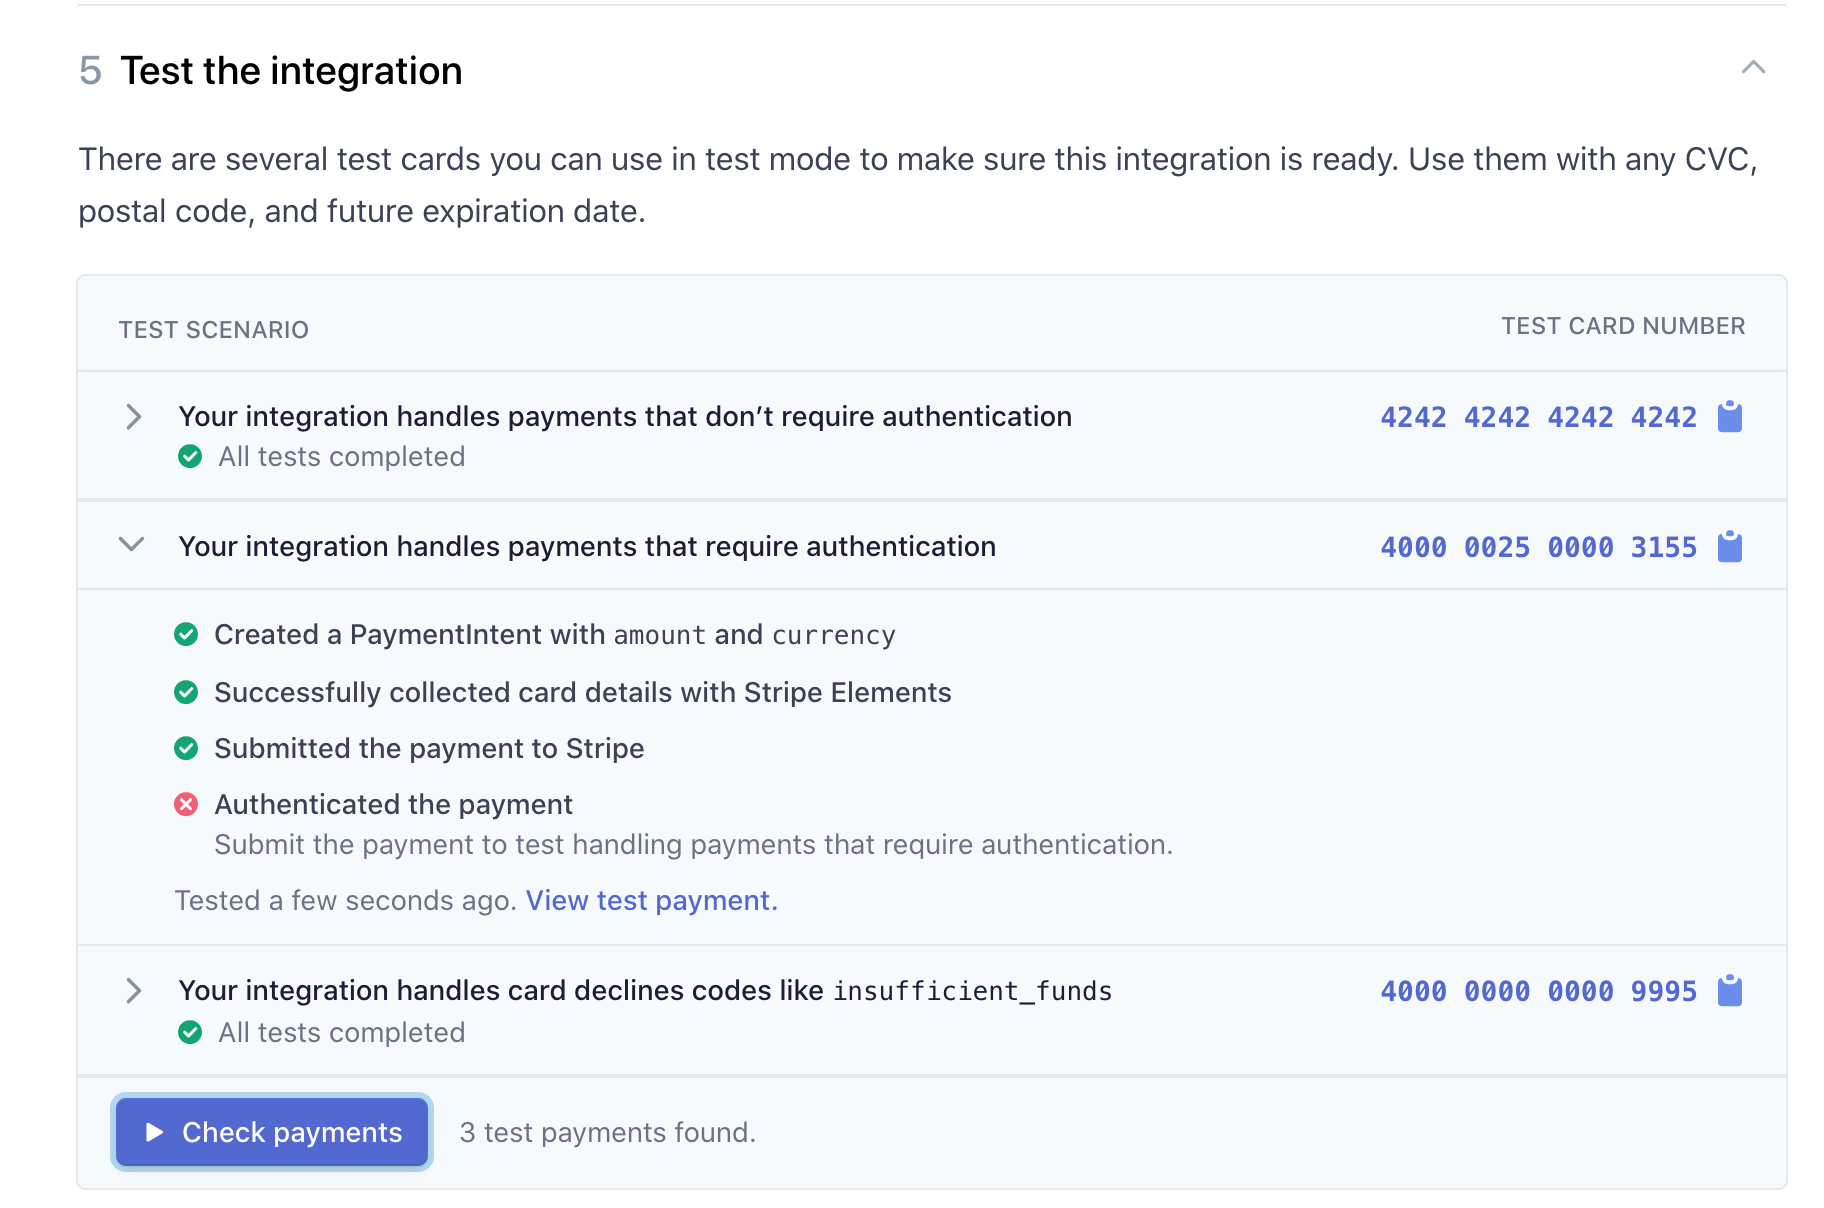 5 Test the integration
There are several test cards you can use in test mode to make sure this integration is ready. Use them with any CVC,
postal code, and future expiration date.
TEST SCENARIO TEST CARD NUMBER
Your integration handles payments that don’t require authentication 4242 4242 4242 4242
All tests completed
Your integration handles payments that require authentication 4000 0025 0000 3155
Created a PaymentIntent with amount and currency
Successfully collected card details with Stripe Elements
Submitted the payment to Stripe
Authenticated the payment
Submit the payment to test handling payments that require authentication.
Tested a few seconds ago. View test payment.
Your integration handles card declines codes like insufficient_funds 4000 0000 0000 9995
All tests completed
Check payments 3 test payments found.